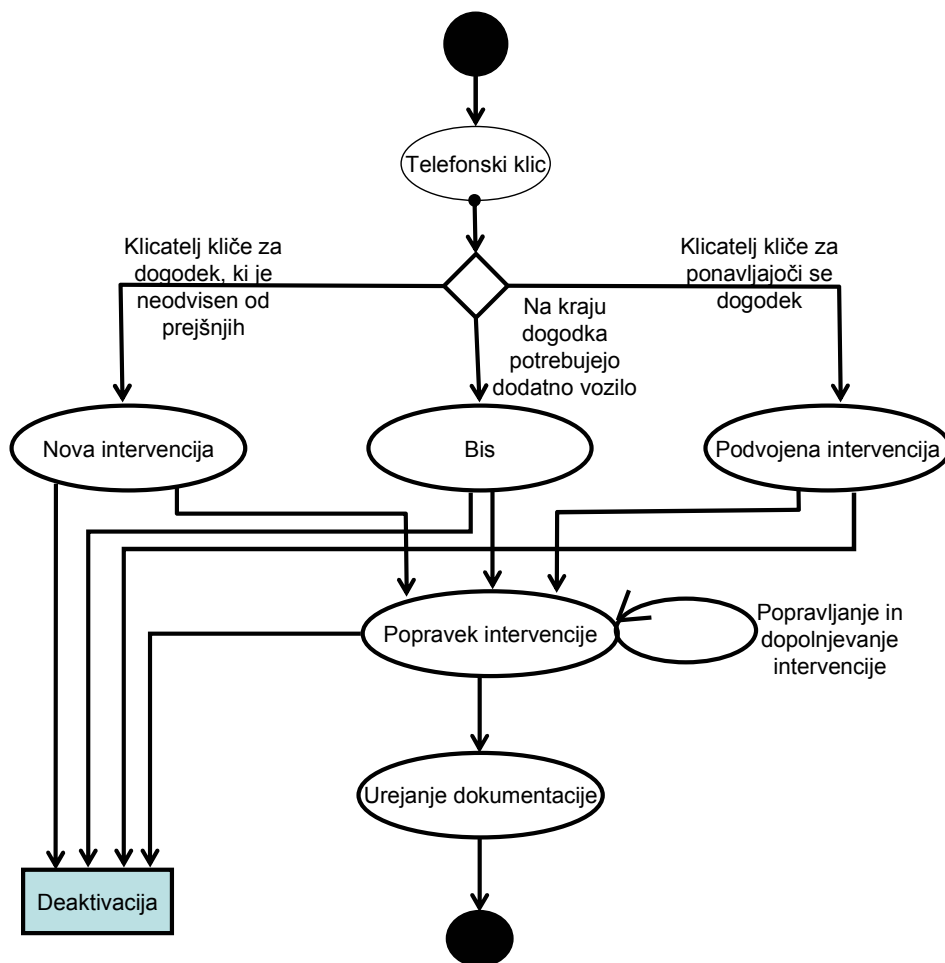 Telefonski klic
Klicatelj kliče za
dogodek, ki je
neodvisen od
prejšnjih
Na kraju
dogodka
potrebujejo
dodatno vozilo
Klicatelj kliče za
ponavljajoči se
dogodek
Nova intervencija
Bis
Podvojena intervencija
Popravek intervencije
Popravljanje in
dopolnjevanje
intervencije
Urejanje dokumentacije
Deaktivacija